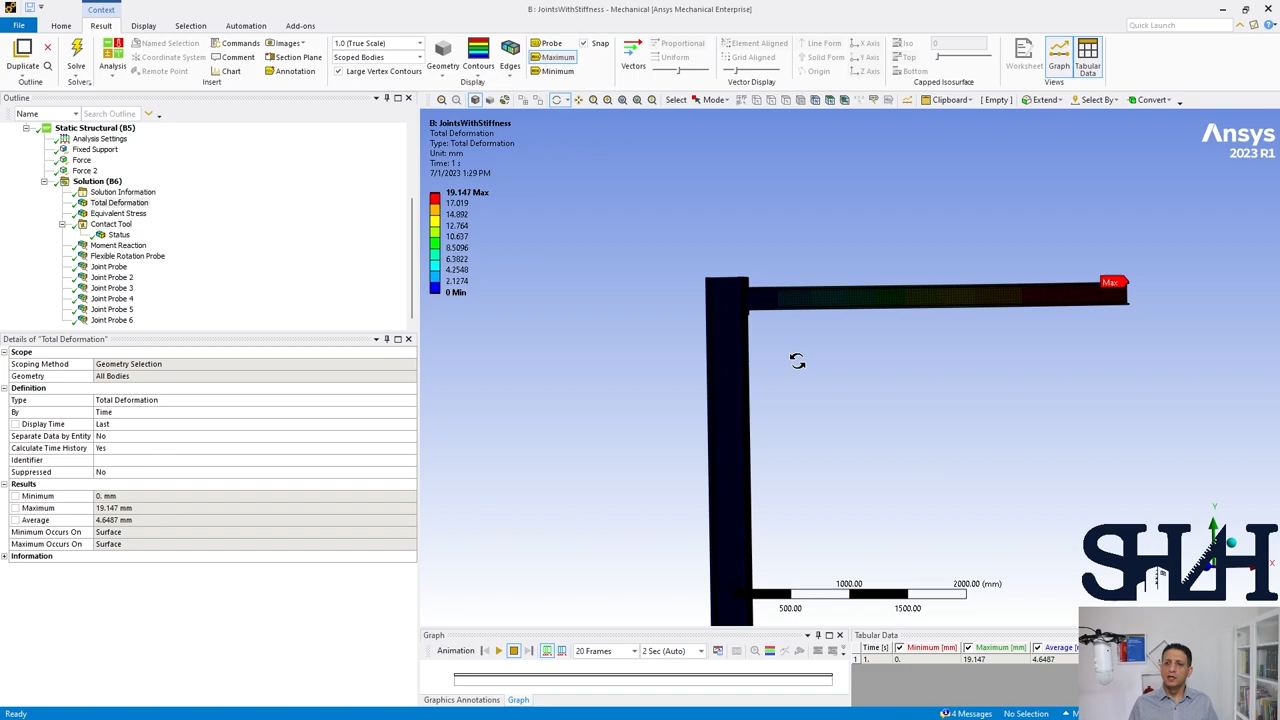 Context
B : JointsWithStiffness - Mechanical [Ansys Mechanical Enterprise]
File Home Result Display Selection Automation Add-ons
Quick Launch
Duplicate
Outline
Solve
Solver
Analysis
Named Selection
Coordinate System
Remote Point
Commands
Comment
Chart
Images
Section Plane
Annotation
Insert
1.0 (True Scale)
Scoped Bodies
Large Vertex Contours
Geometry Contours Edges
Display
Probe
Maximum
Minimum
Snap
Vectors
Proportional
Uniform
Element Aligned
Grid Aligned
Line Form
Solid Form
Origin
X Axis
Y Axis
Z Axis
Vector Display
Iso
Top
Bottom
0
Capped Isosurface
Worksheet Graph Tabular Data
Views
Outline
Name
Search Outline
Select Mode
Clipboard
[ Empty ]
Extend
Select By
Convert
Static Structural (B5)
Analysis Settings
Fixed Support
Force
Force 2
Solution (B6)
Solution Information
Total Deformation
Equivalent Stress
Contact Tool
Status
Moment Reaction
Flexible Rotation Probe
Joint Probe
Joint Probe 2
Joint Probe 3
Joint Probe 4
Joint Probe 5
Joint Probe 6
Details of "Total Deformation"
Scope
Scoping Method Geometry Selection
Geometry All Bodies
Definition
Type Total Deformation
By Time
Display Time Last
Separate Data by Entity No
Calculate Time History Yes
Identifier
Suppressed No
Results
Minimum 0. mm
Maximum 19.147 mm
Average 4.6487 mm
Minimum Occurs On Surface
Maximum Occurs On Surface
Information
B: JointsWithStiffness
Total Deformation
Type: Total Deformation
Unit: mm
Time: 1 s
7/1/2023 1:29 PM
19.147 Max
17.019
14.892
12.764
10.637
8.5096
6.3822
4.2548
2.1274
0 Min
Ansys
2023 R1
Max
1000.00 2000.00 (mm)
500.00 1500.00
Y
X
SHH
Graph
Animation
20 Frames
2 Sec (Auto)
Graphics Annotations Graph
Tabular Data
Time [s] Minimum [mm] Maximum [mm] Average [m
1 1. 0. 19.147 4.6487
Ready
4 Messages
No Selection